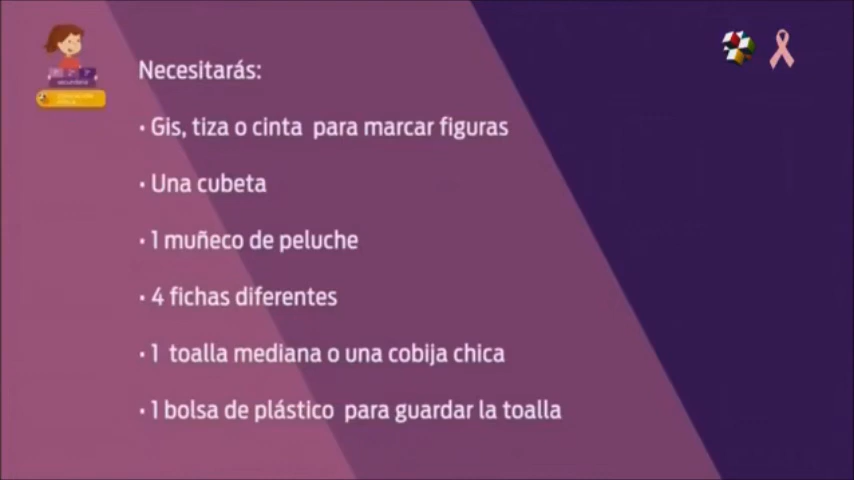 Necesitarás:
• Gis, tiza o cinta para marcar figuras
• Una cubeta
• 1 muñeco de peluche
• 4 fichas diferentes
• 1 toalla mediana o una cobija chica
• 1 bolsa de plástico para guardar la toalla